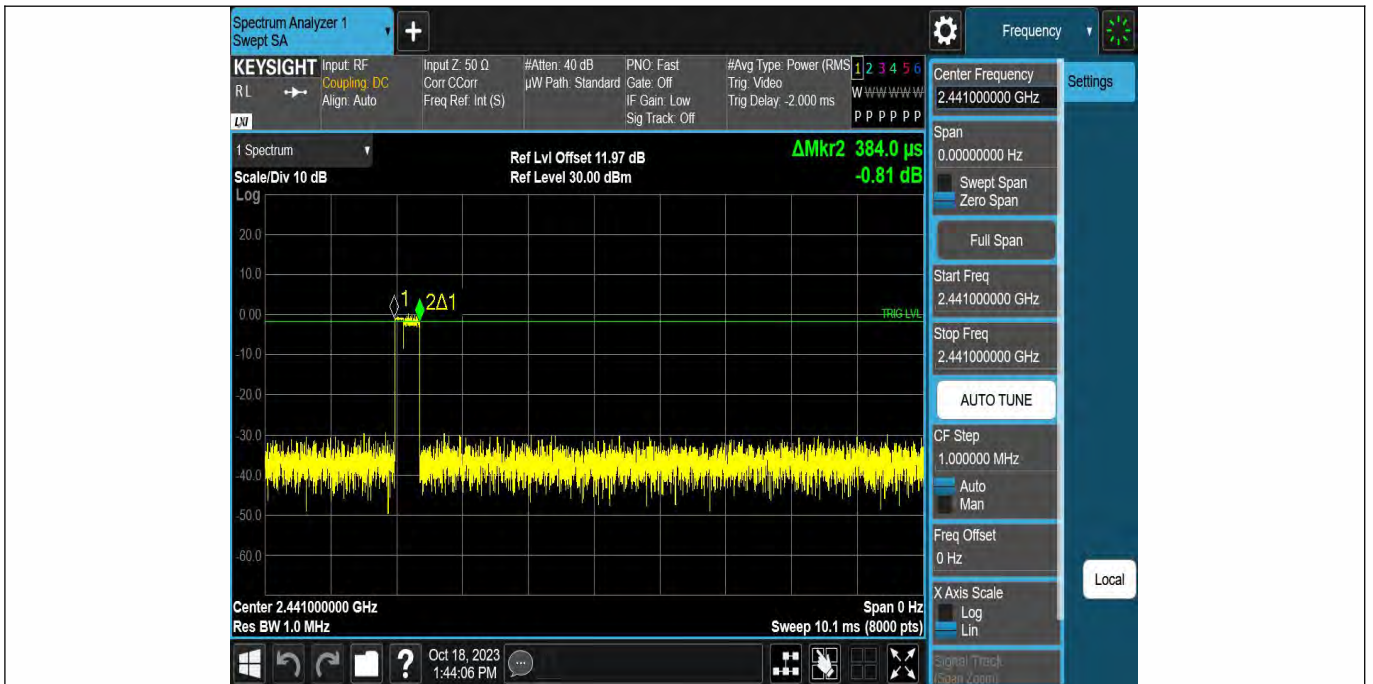 Spectrum Analyzer 1
Swept SA
+
Frequency
KEYSIGHT
RL
LXI
Input: RF
Coupling: DC
Align: Auto
Input Z: 50 Ω
Corr CCorr
Freq Ref: Int (S)
#Atten: 40 dB
µW Path: Standard
PNO: Fast
Gate: Off
IF Gain: Low
Sig Track: Off
#Avg Type: Power (RMS
Trig: Video
Trig Delay: -2.000 ms
1 2 3 4 5 6
W W W W W W
P P P P P P
1 Spectrum
Scale/Div 10 dB
Log
Ref Lvl Offset 11.97 dB
Ref Level 30.00 dBm
ΔMkr2 384.0 µs
-0.81 dB
20.0
10.0
0.00
-10.0
-20.0
-30.0
-40.0
-50.0
-60.0
1
2Δ1
TRIG LVL
Center 2.441000000 GHz
Res BW 1.0 MHz
Span 0 Hz
Sweep 10.1 ms (8000 pts)
Center Frequency
2.441000000 GHz
Span
0.00000000 Hz
Swept Span
Zero Span
Full Span
Start Freq
2.441000000 GHz
Stop Freq
2.441000000 GHz
AUTO TUNE
CF Step
1.000000 MHz
Auto
Man
Freq Offset
0 Hz
X Axis Scale
Log
Lin
Signal Track
(Span Zoom)
Settings
Local
?
Oct 18, 2023
1:44:06 PM